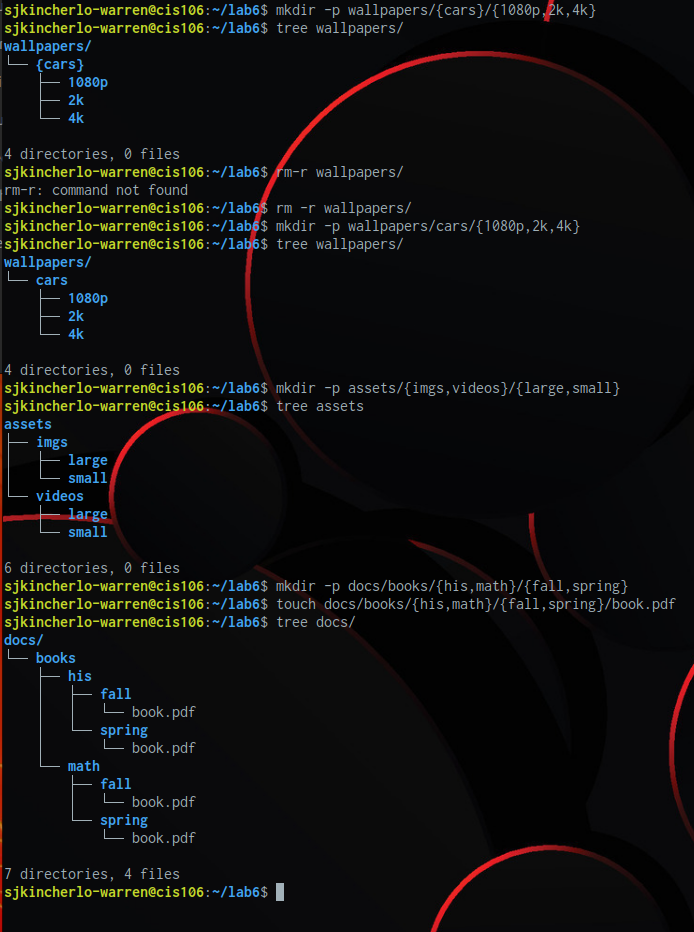 sjkincherlo-warren@cis106:~/lab6$ mkdir -p wallpapers/{cars}/{1080p,2k,4k}
sjkincherlo-warren@cis106:~/lab6$ tree wallpapers/
wallpapers/
└── {cars}
    ├── 1080p
    ├── 2k
    └── 4k

4 directories, 0 files
sjkincherlo-warren@cis106:~/lab6$ rm-r wallpapers/
rm-r: command not found
sjkincherlo-warren@cis106:~/lab6$ rm -r wallpapers/
sjkincherlo-warren@cis106:~/lab6$ mkdir -p wallpapers/cars/{1080p,2k,4k}
sjkincherlo-warren@cis106:~/lab6$ tree wallpapers/
wallpapers/
└── cars
    ├── 1080p
    ├── 2k
    └── 4k

4 directories, 0 files
sjkincherlo-warren@cis106:~/lab6$ mkdir -p assets/{imgs,videos}/{large,small}
sjkincherlo-warren@cis106:~/lab6$ tree assets
assets
├── imgs
│   ├── large
│   └── small
└── videos
    ├── large
    └── small

6 directories, 0 files
sjkincherlo-warren@cis106:~/lab6$ mkdir -p docs/books/{his,math}/{fall,spring}
sjkincherlo-warren@cis106:~/lab6$ touch docs/books/{his,math}/{fall,spring}/book.pdf
sjkincherlo-warren@cis106:~/lab6$ tree docs/
docs/
└── books
    ├── his
    │   ├── fall
    │   │   └── book.pdf
    │   └── spring
    │       └── book.pdf
    └── math
        ├── fall
        │   └── book.pdf
        └── spring
            └── book.pdf

7 directories, 4 files
sjkincherlo-warren@cis106:~/lab6$